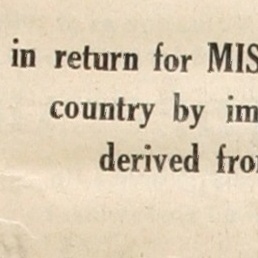 in return for MIS
country by im
derived fro